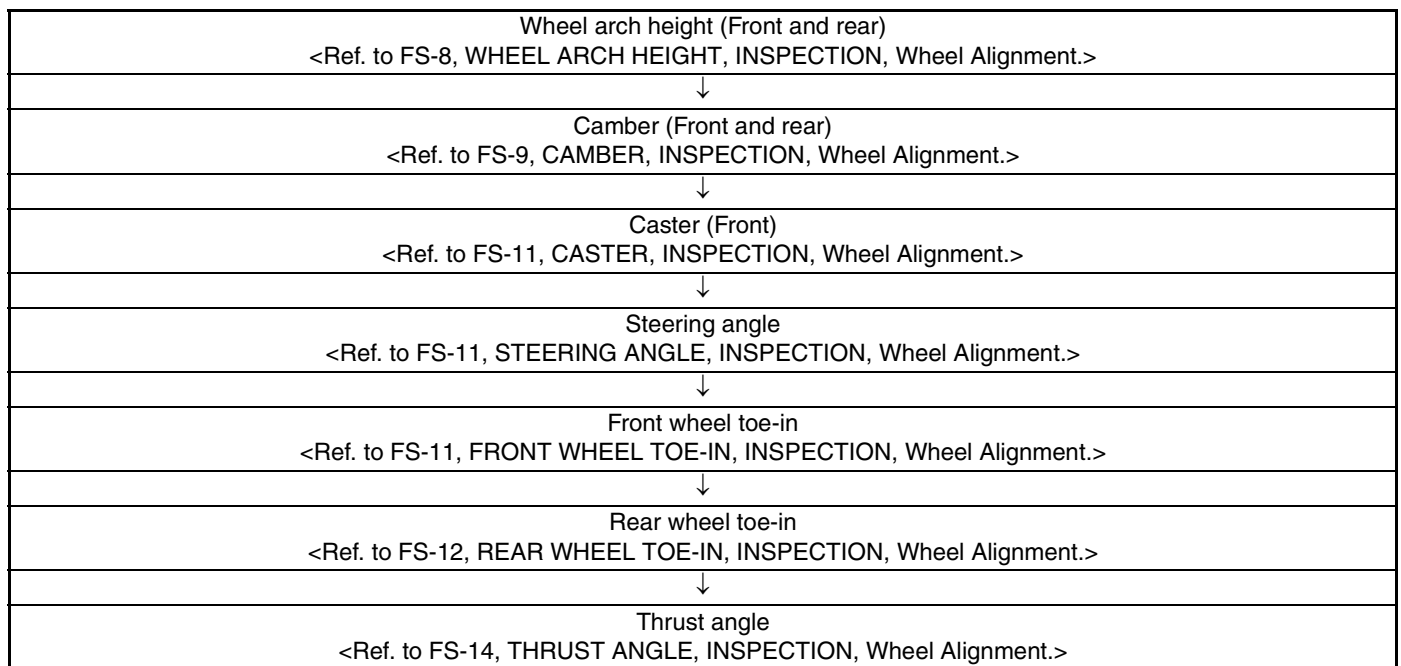 Wheel arch height (Front and rear)
<Ref. to FS-8, WHEEL ARCH HEIGHT, INSPECTION, Wheel Alignment.>
↓
Camber (Front and rear)
<Ref. to FS-9, CAMBER, INSPECTION, Wheel Alignment.>
↓
Caster (Front)
<Ref. to FS-11, CASTER, INSPECTION, Wheel Alignment.>
↓
Steering angle
<Ref. to FS-11, STEERING ANGLE, INSPECTION, Wheel Alignment.>
↓
Front wheel toe-in
<Ref. to FS-11, FRONT WHEEL TOE-IN, INSPECTION, Wheel Alignment.>
↓
Rear wheel toe-in
<Ref. to FS-12, REAR WHEEL TOE-IN, INSPECTION, Wheel Alignment.>
↓
Thrust angle
<Ref. to FS-14, THRUST ANGLE, INSPECTION, Wheel Alignment.>